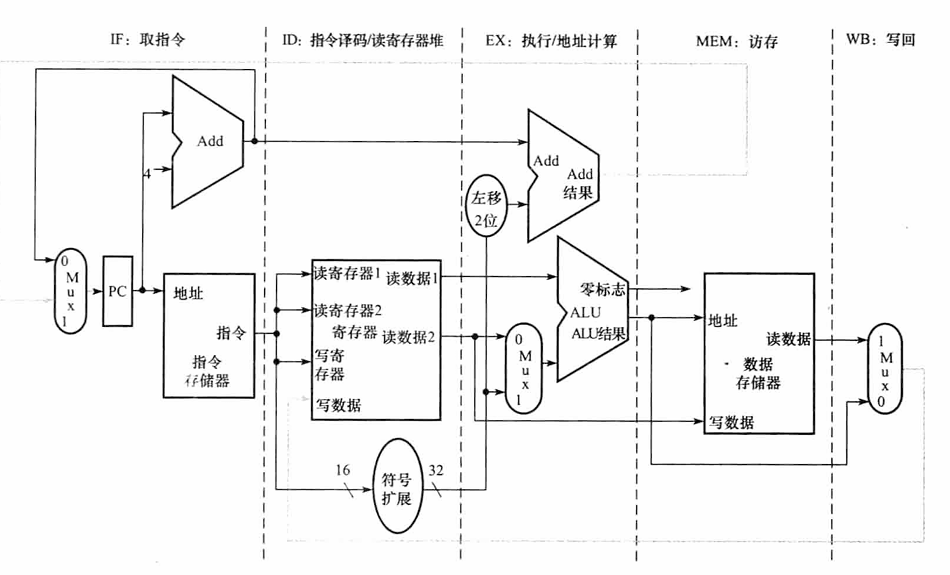 IF：取指令
ID：指令译码/读寄存器堆
EX：执行/地址计算
MEM：访存
WB：写回
Add
4
Add
Add
结果
左移
2位
0
M
u
x
1
PC
地址
指令
指令
存储器
读寄存器1
读数据1
读寄存器2
寄存器
读数据2
写寄
存器
写数据
0
M
u
x
1
零标志
ALU
ALU结果
地址
读数据
数据
存储器
写数据
1
M
u
x
0
16
符号
扩展
32